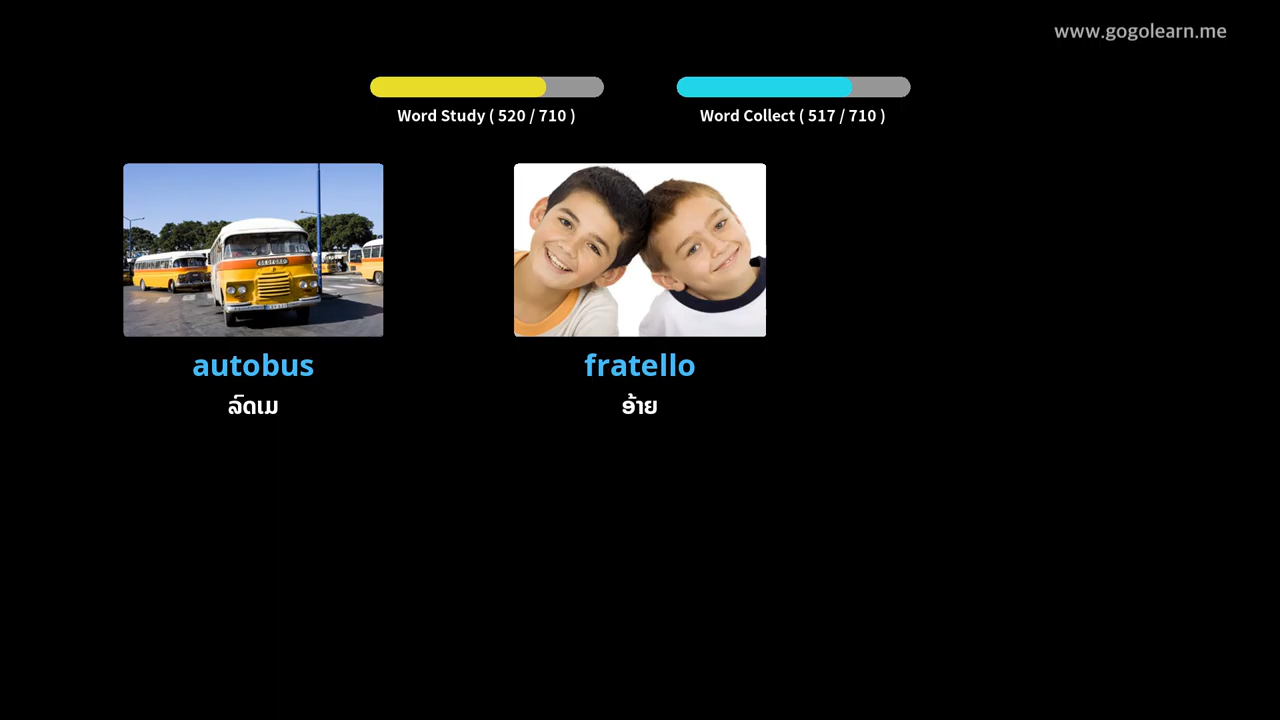 www.gogolearn.me
Word Study ( 520 / 710 )
Word Collect ( 517 / 710 )
BEDFORD
autobus
fratello
ລົດເມ
ອ້າຍ